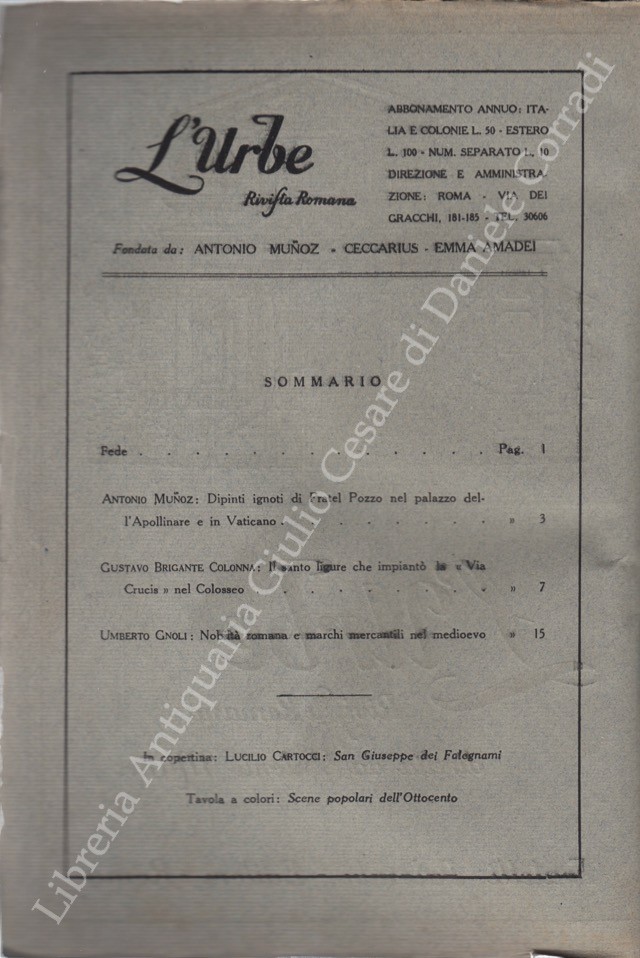 L'Urbe
Rivista Romana
ABBONAMENTO ANNUO: ITA-
LIA E COLONIE L. 50 - ESTERO
L. 100 - NUM. SEPARATO L. 10
DIREZIONE E AMMINISTRA-
ZIONE: ROMA - VIA DEI
GRACCHI, 181-185 - TEL. 30606
Fondata da: ANTONIO MUÑOZ - CECCARIUS - EMMA AMADEI
SOMMARIO
Fede . . . . . . . . . . . . . Pag. 1
ANTONIO MUÑOZ: Dipinti ignoti di Fratel Pozzo nel palazzo del-
l'Apollinare e in Vaticano . . . . . . . . » 3
GUSTAVO BRIGANTE COLONNA: Il santo ligure che impiantò la « Via
Crucis » nel Colosseo . . . . . . . » 7
UMBERTO GNOLI: Nobiltà romana e marchi mercantili nel medioevo » 15
In copertina: LUCILIO CARTOCCI: San Giuseppe dei Falegnami
Tavola a colori: Scene popolari dell'Ottocento
Libreria Antiquaria Giulio Cesare di Daniele Corradi